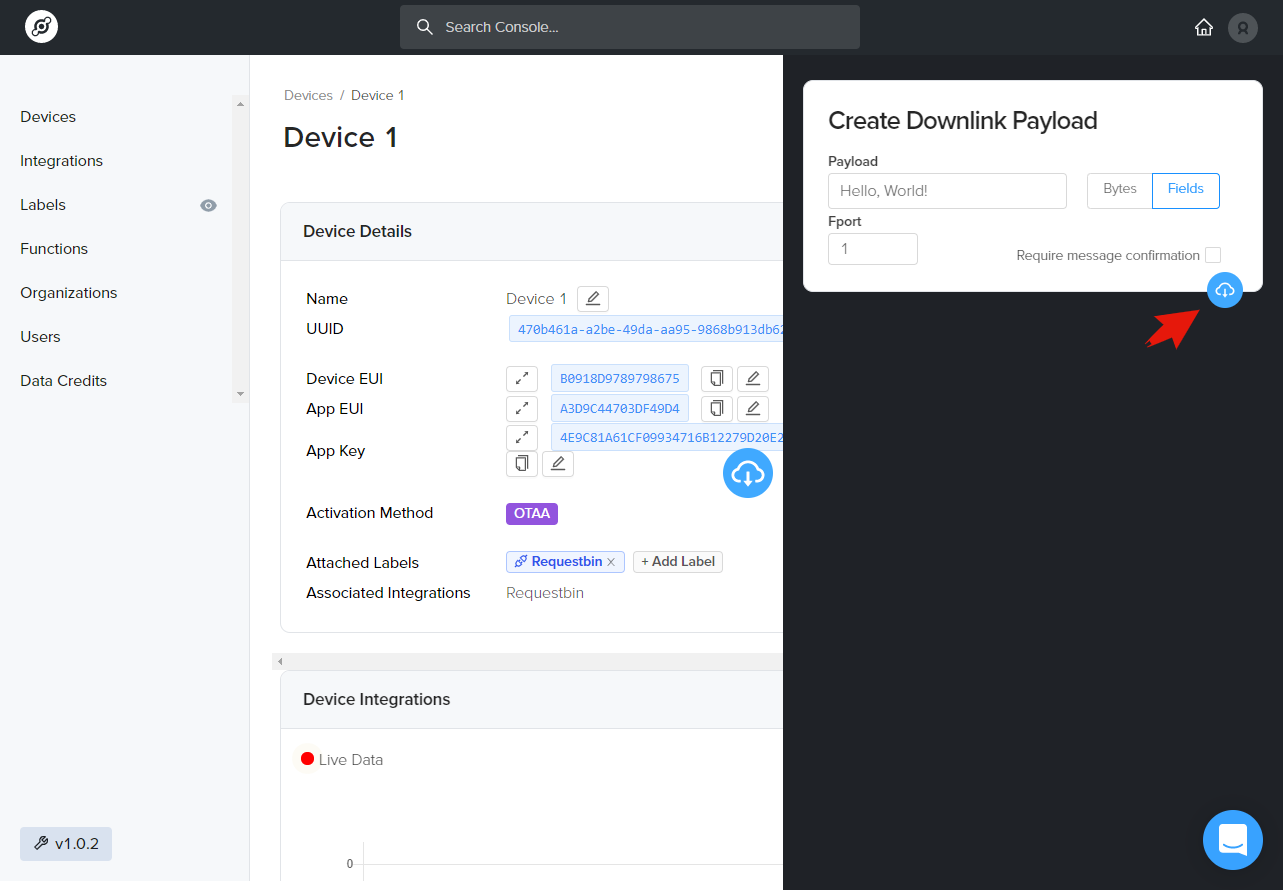 Search Console...
Devices
Integrations
Labels
Functions
Organizations
Users
Data Credits
v1.0.2
Devices / Device 1
Device 1
Device Details
Name Device 1
UUID 470b461a-a2be-49da-aa95-9868b913db62
Device EUI B0918D9789798675
App EUI A3D9C44703DF49D4
App Key 4E9C81A61CF09934716B12279D20E2
Activation Method OTAA
Attached Labels Requestbin + Add Label
Associated Integrations Requestbin
Device Integrations
Live Data
0
Create Downlink Payload
Payload
Hello, World! Bytes Fields
Fport
1 Require message confirmation